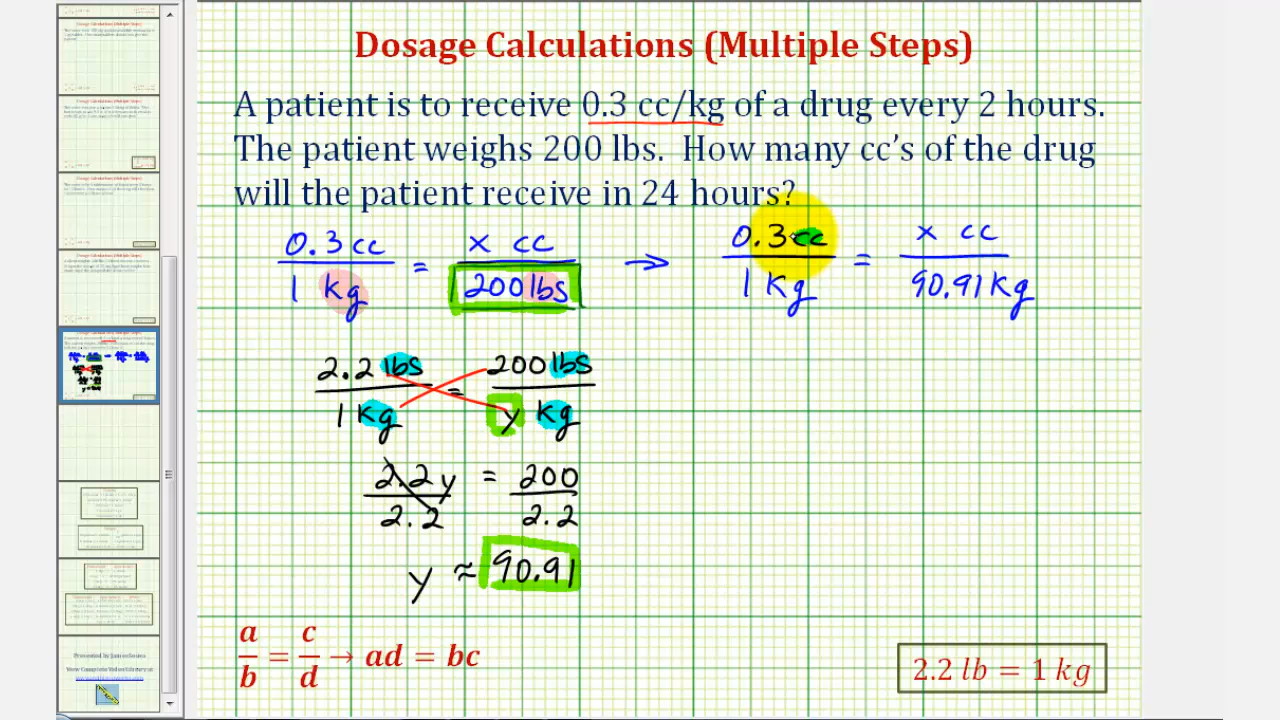 Dosage Calculations (Multiple Steps)
A patient is to receive 0.3 cc/kg of a drug every 2 hours.
The patient weighs 200 lbs. How many cc's of the drug
will the patient receive in 24 hours?
0.3 cc / 1 kg = x cc / 200 lbs → 0.3 cc / 1 Kg = x cc / 90.91 Kg
2.2 lbs / 1 kg = 200 lbs / y kg
2.2y / 2.2 = 200 / 2.2
y ≈ 90.91
a/b = c/d → ad = bc
2.2 lb = 1 kg